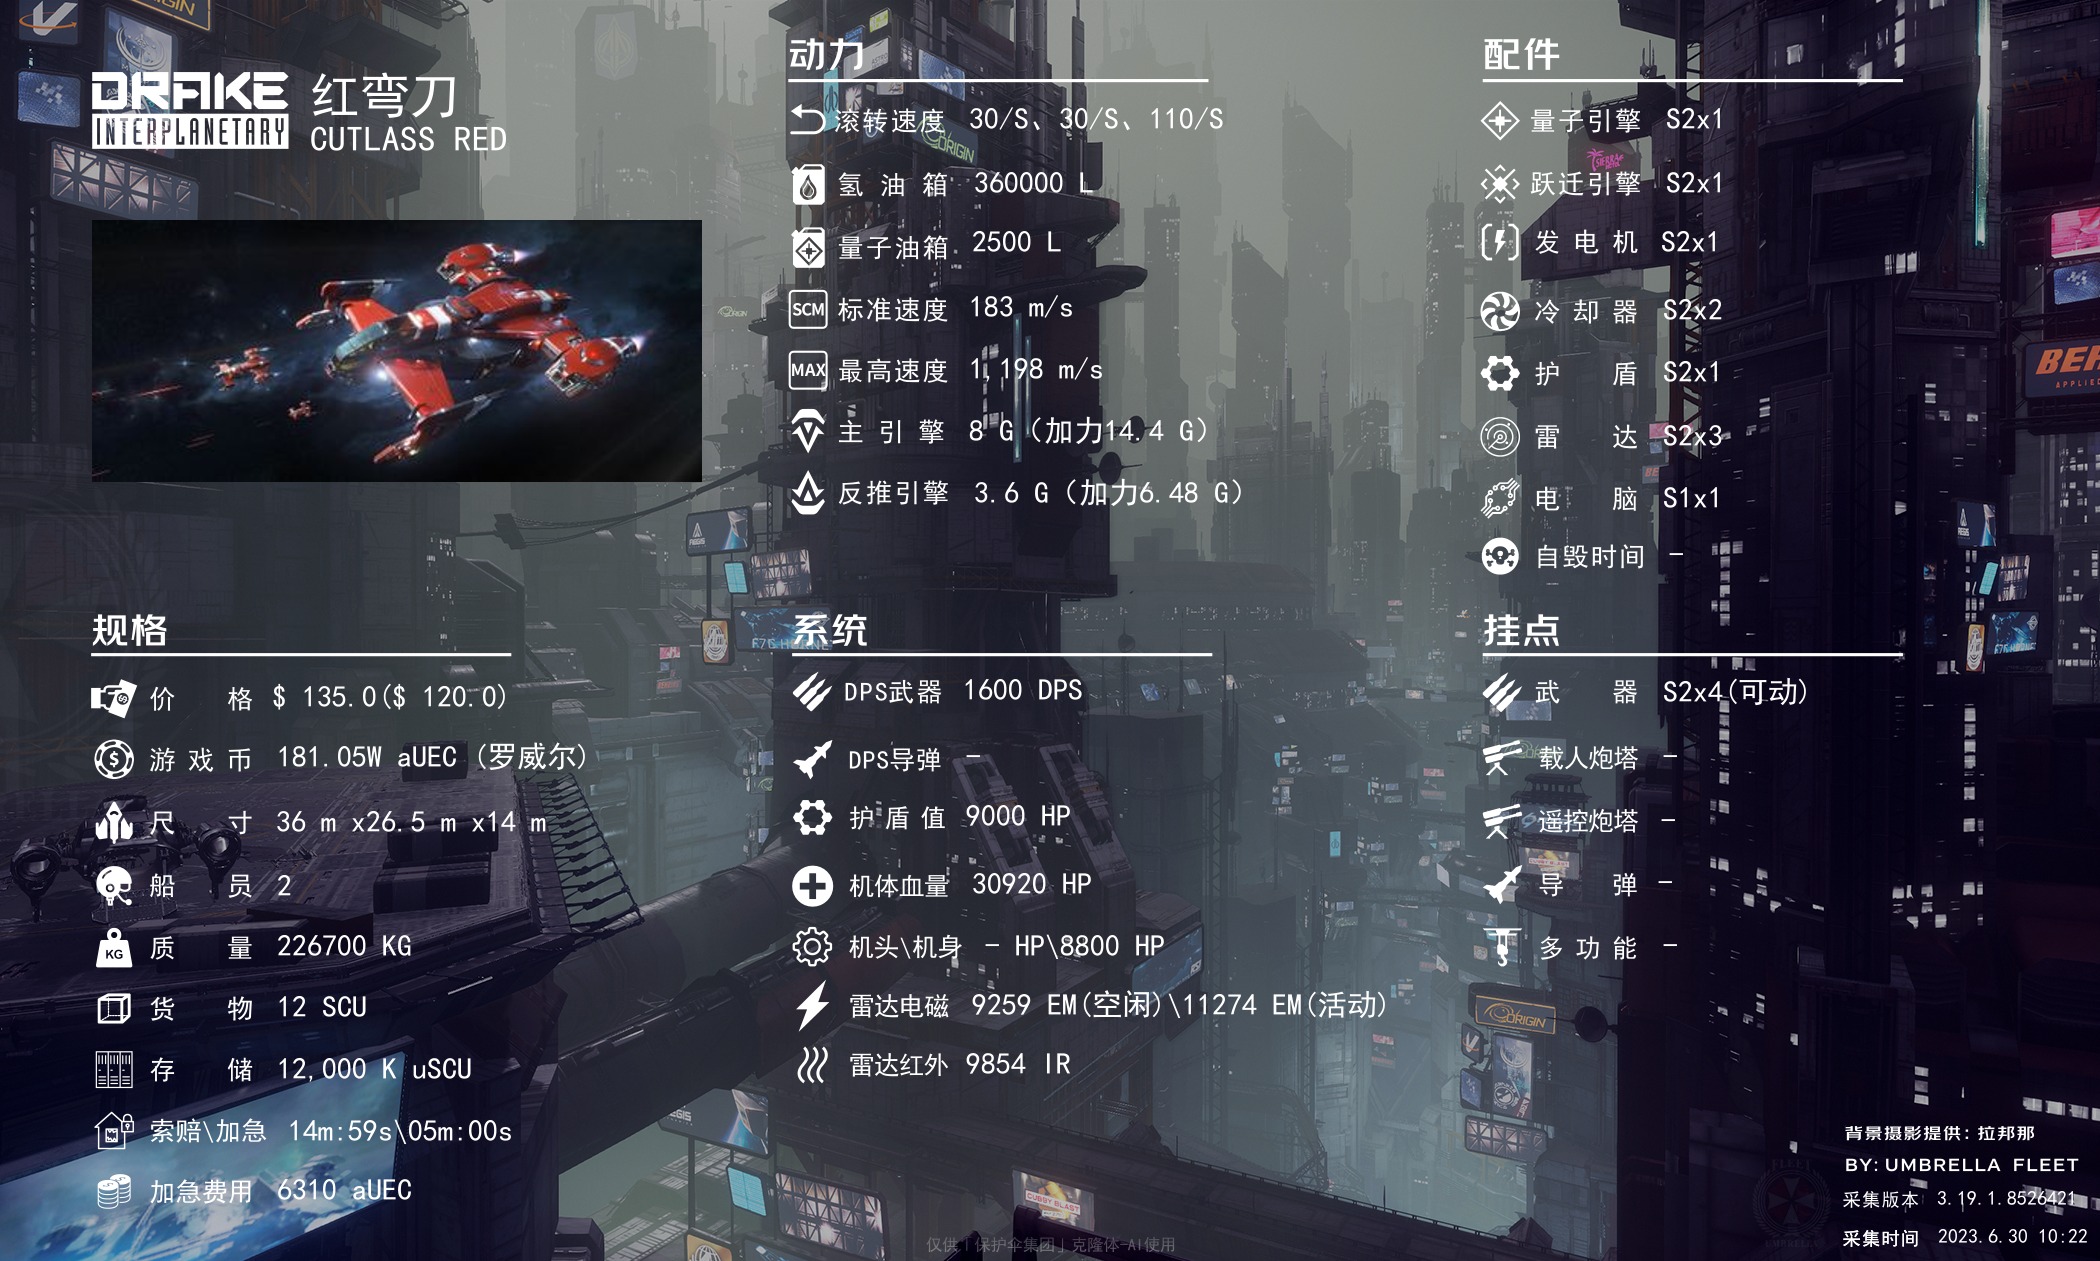 DRAKE
INTERPLANETARY
红弯刀
CUTLASS RED
动力
滚转速度 30/S、30/S、110/S
氢油箱 360000 L
量子油箱 2500 L
SCM 标准速度 183 m/s
MAX 最高速度 1,198 m/s
主引擎 8 G（加力14.4 G）
反推引擎 3.6 G（加力6.48 G）
配件
量子引擎 S2x1
跃迁引擎 S2x1
发电机 S2x1
冷却器 S2x2
护盾 S2x1
雷达 S2x3
电脑 S1x1
自毁时间 -
规格
价格 $ 135.0($ 120.0)
游戏币 181.05W aUEC (罗威尔)
尺寸 36 m x26.5 m x14 m
船员 2
KG 质量 226700 KG
货物 12 SCU
存储 12,000 K uSCU
索赔\加急 14m:59s\05m:00s
加急费用 6310 aUEC
系统
DPS武器 1600 DPS
DPS导弹 -
护盾值 9000 HP
机体血量 30920 HP
机头\机身 - HP\8800 HP
雷达电磁 9259 EM(空闲)\11274 EM(活动)
雷达红外 9854 IR
挂点
武器 S2x4(可动)
载人炮塔 -
遥控炮塔 -
导弹 -
多功能 -
ORIGIN
ORIGIN
SIERRA
AEGIS
AEGIS
F7C HORNET
CUBBY BLAST
背景摄影提供: 拉邦那
BY: UMBRELLA FLEET
采集版本 3.19.1.8526421
采集时间 2023.6.30 10:22
仅供 | 保护伞集团 | 克隆体-AI使用